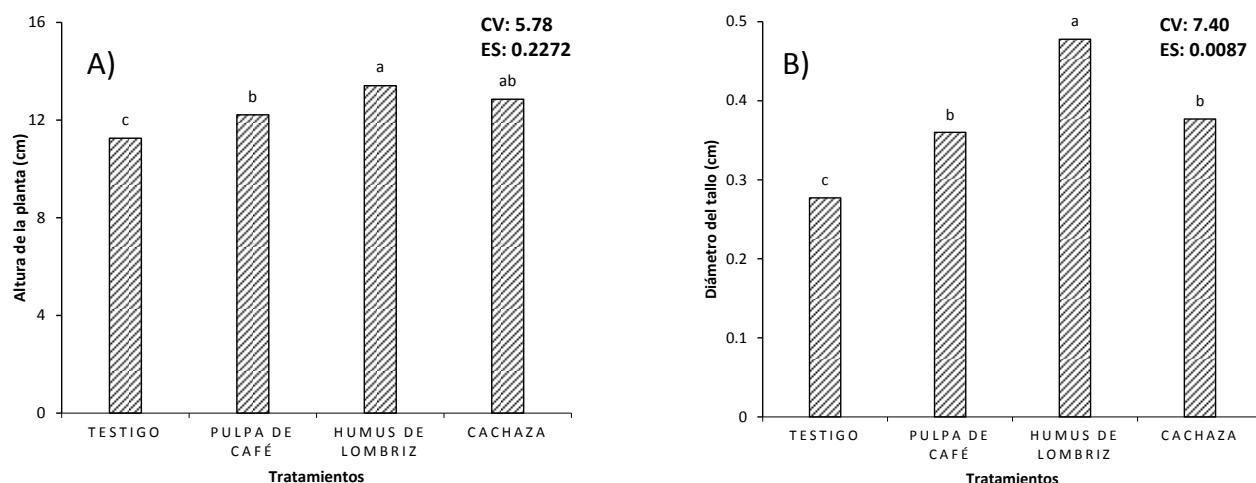 CV: 5.78
ES: 0.2272
A)
Altura de la planta (cm)
16
12
8
4
0
c
b
a
ab
TESTIGO
PULPA DE
CAFÉ
HUMUS DE
LOMBRIZ
CACHAZA
Tratamientos
CV: 7.40
ES: 0.0087
B)
Diámetro del tallo (cm)
0.5
0.4
0.3
0.2
0.1
0
c
b
a
b
TESTIGO
PULPA DE
CAFÉ
HUMUS DE
LOMBRIZ
CACHAZA
Tratamientos